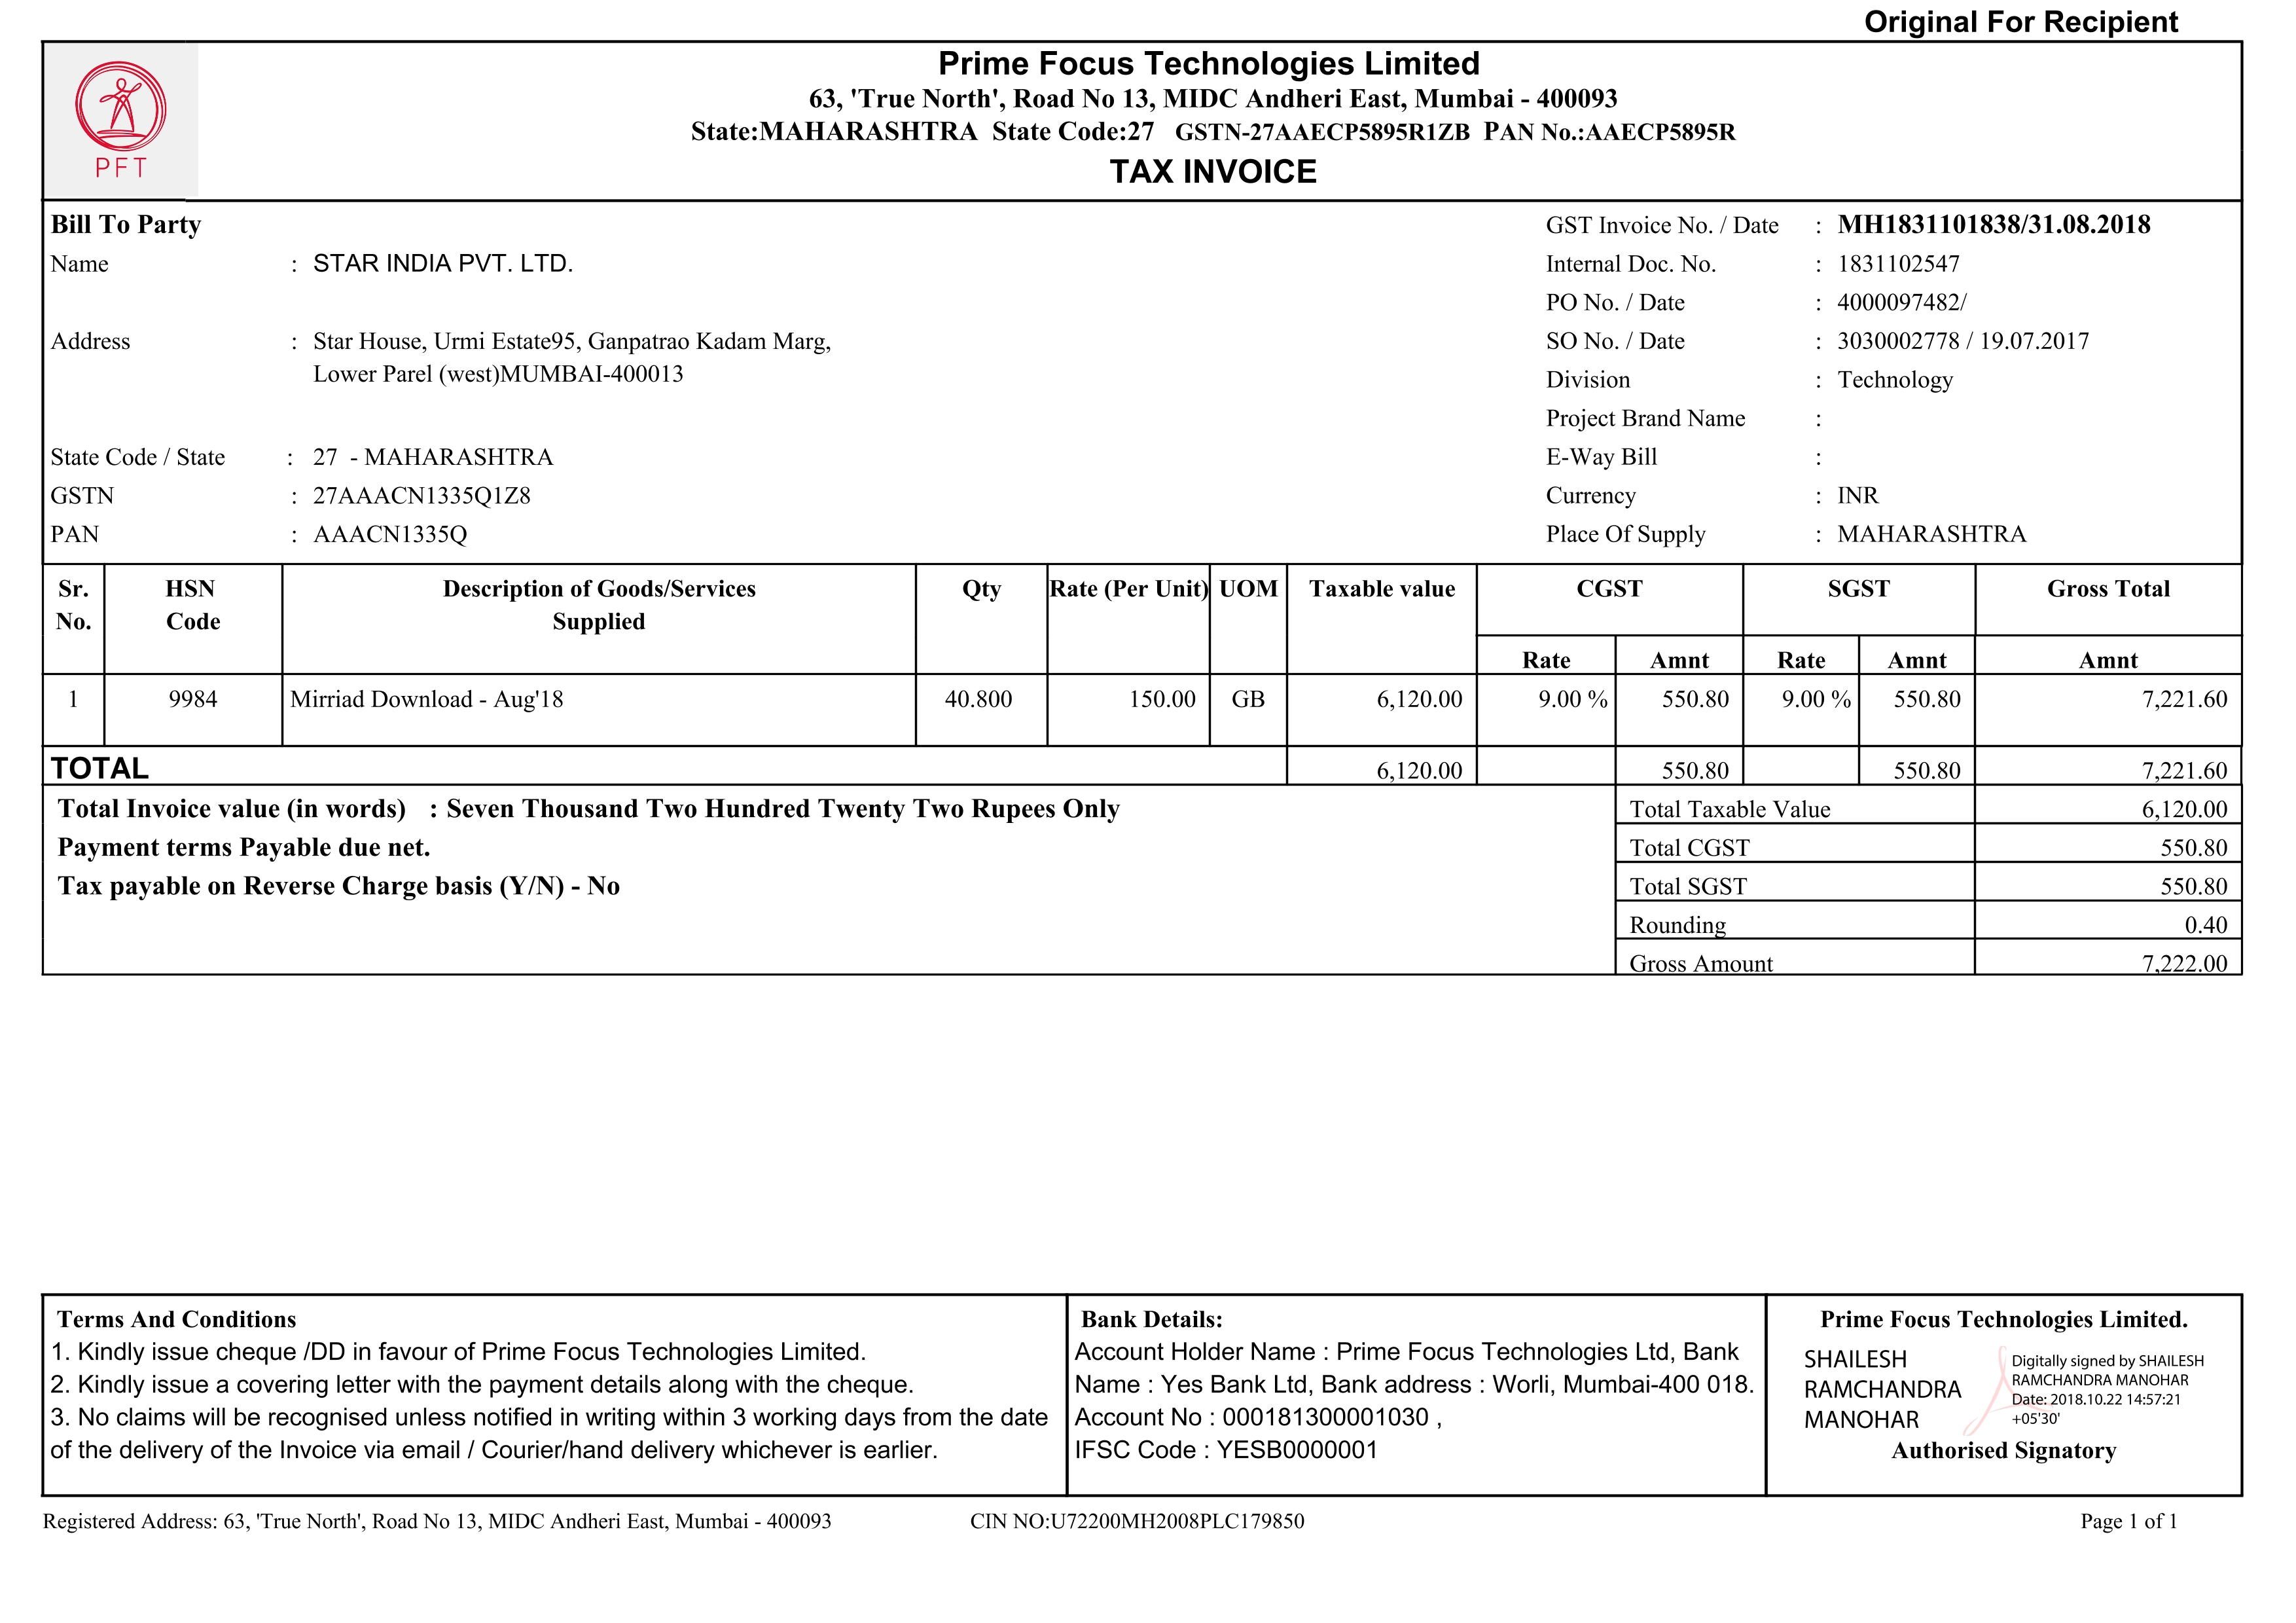 Original For Recipient
PFT
Prime Focus Technologies Limited
63, 'True North', Road No 13, MIDC Andheri East, Mumbai - 400093
State:MAHARASHTRA State Code:27 GSTN-27AAECP5895R1ZB PAN No.:AAECP5895R
TAX INVOICE
Bill To Party
Name : STAR INDIA PVT. LTD.
Address : Star House, Urmi Estate95, Ganpatrao Kadam Marg,
Lower Parel (west)MUMBAI-400013
State Code / State : 27 - MAHARASHTRA
GSTN : 27AAACN1335Q1Z8
PAN : AAACN1335Q
GST Invoice No. / Date : MH1831101838/31.08.2018
Internal Doc. No. : 1831102547
PO No. / Date : 4000097482/
SO No. / Date : 3030002778 / 19.07.2017
Division : Technology
Project Brand Name :
E-Way Bill :
Currency : INR
Place Of Supply : MAHARASHTRA
Sr. HSN Description of Goods/Services Qty Rate (Per Unit) UOM Taxable value CGST SGST Gross Total
No. Code Supplied
Rate Amnt Rate Amnt Amnt
1 9984 Mirriad Download - Aug'18 40.800 150.00 GB 6,120.00 9.00 % 550.80 9.00 % 550.80 7,221.60
TOTAL 6,120.00 550.80 550.80 7,221.60
Total Invoice value (in words) : Seven Thousand Two Hundred Twenty Two Rupees Only
Payment terms Payable due net.
Tax payable on Reverse Charge basis (Y/N) - No
Total Taxable Value 6,120.00
Total CGST 550.80
Total SGST 550.80
Rounding 0.40
Gross Amount 7,222.00
Terms And Conditions
1. Kindly issue cheque /DD in favour of Prime Focus Technologies Limited.
2. Kindly issue a covering letter with the payment details along with the cheque.
3. No claims will be recognised unless notified in writing within 3 working days from the date
of the delivery of the Invoice via email / Courier/hand delivery whichever is earlier.
Bank Details:
Account Holder Name : Prime Focus Technologies Ltd, Bank
Name : Yes Bank Ltd, Bank address : Worli, Mumbai-400 018.
Account No : 000181300001030 ,
IFSC Code : YESB0000001
Prime Focus Technologies Limited.
SHAILESH
RAMCHANDRA
MANOHAR
Digitally signed by SHAILESH
RAMCHANDRA MANOHAR
Date: 2018.10.22 14:57:21
+05'30'
Authorised Signatory
Registered Address: 63, 'True North', Road No 13, MIDC Andheri East, Mumbai - 400093 CIN NO:U72200MH2008PLC179850 Page 1 of 1